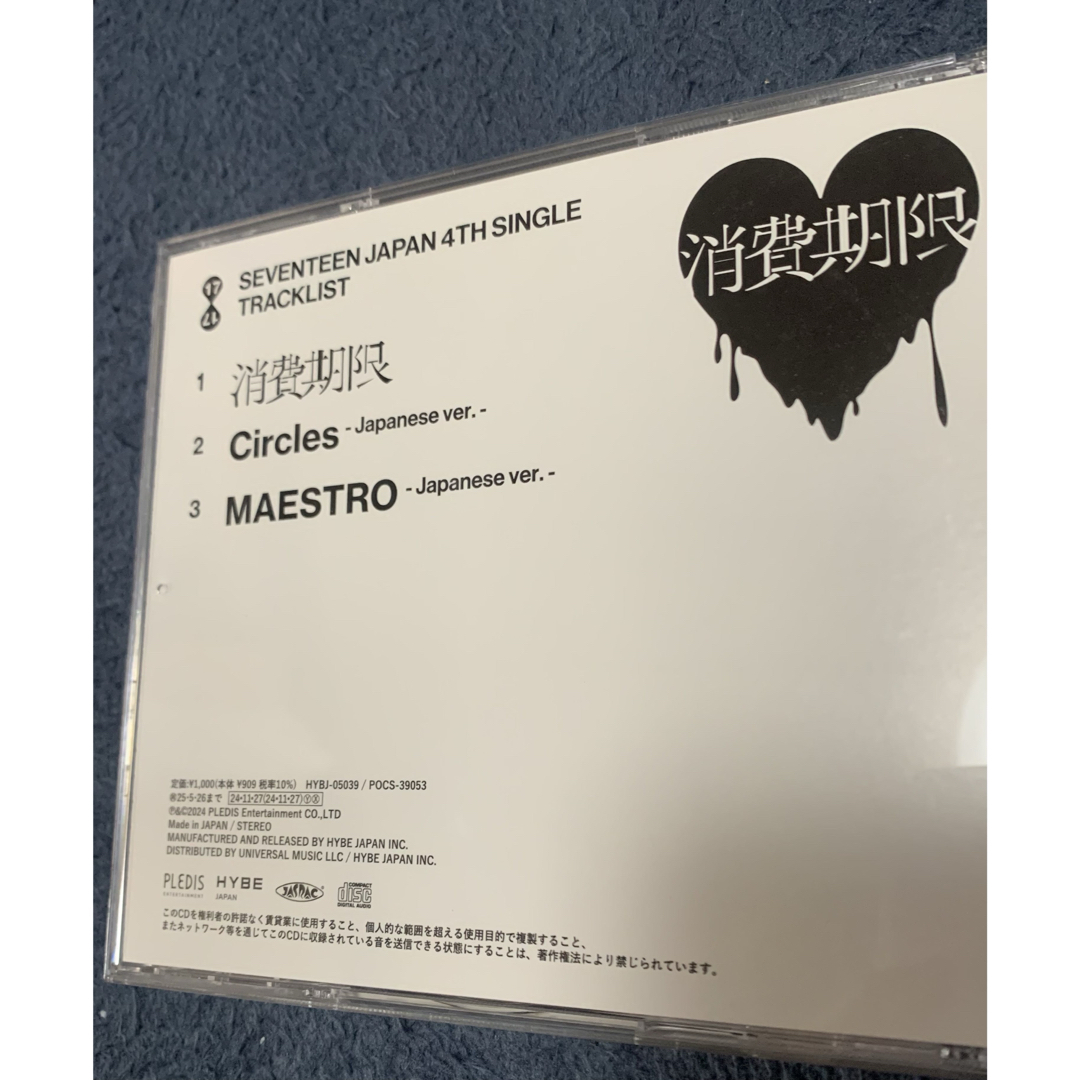 SEVENTEEN JAPAN 4TH SINGLE
TRACKLIST
1 消費期限
2 Circles - Japanese ver. -
3 MAESTRO - Japanese ver. -
消費期限
定価:¥1,000(本体 ¥909 税率10%) HYBJ-05039 / POCS-39053
25・5・26まで 24・11・27(24・11・27)
℗&©2024 PLEDIS Entertainment CO.,LTD
Made in JAPAN / STEREO
MANUFACTURED AND RELEASED BY HYBE JAPAN INC.
DISTRIBUTED BY UNIVERSAL MUSIC LLC / HYBE JAPAN INC.
PLEDIS ENTERTAINMENT HYBE JAPAN JASRAC COMPACT disc DIGITAL AUDIO
このCDを権利者の許諾なく賃貸業に使用すること、個人的な範囲を超える使用目的で複製すること、
またネットワーク等を通じてこのCDに収録されている音を送信できる状態にすることは、著作権法により禁じられています。